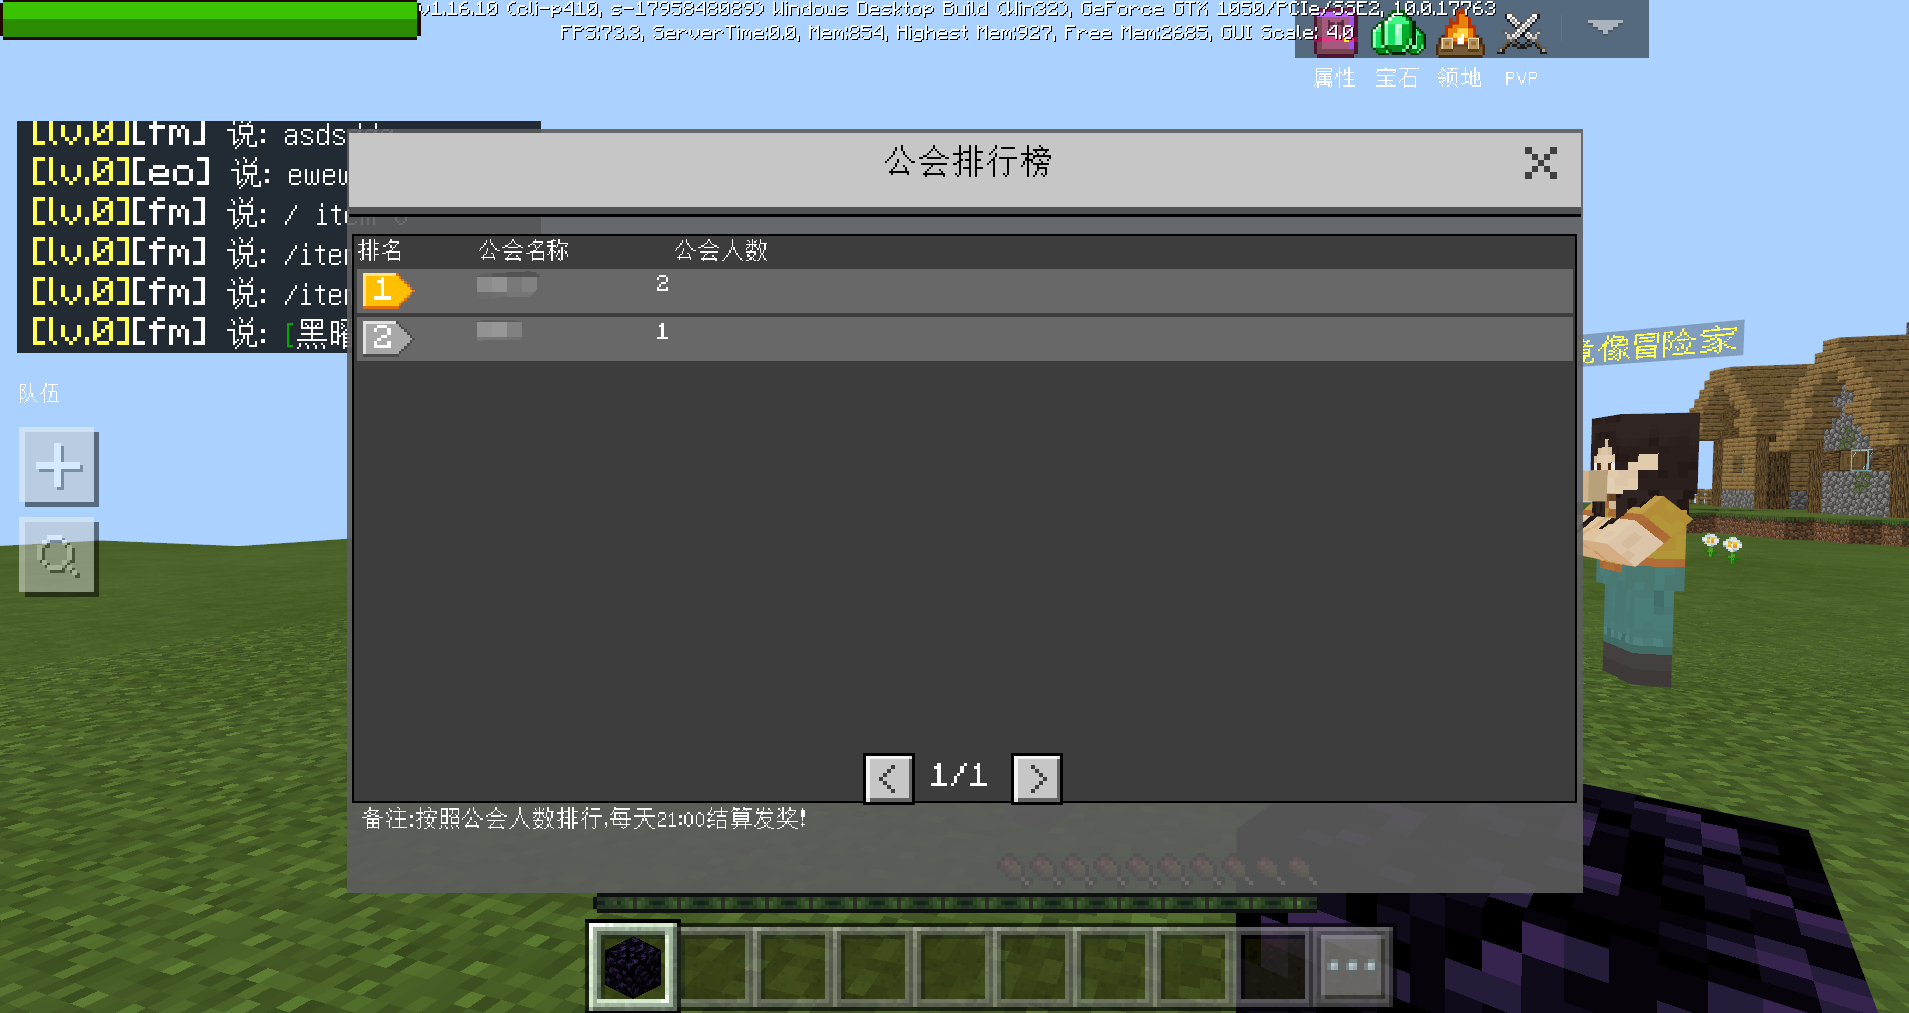 v1.16.10 (cli-p410, s-1795848089) Windows Desktop Build (Win32), GeForce GTX 1050/PCIe/SSE2, 10.0.17763
FPS:73.3, ServerTime:0.0, Mem:854, Highest Mem:927, Free Mem:2685, GUI Scale: 4.0
属性 宝石 领地 PVP
[lv.0][fm] 说: asds
[lv.0][eo] 说: ewew
[lv.0][fm] 说: / item
[lv.0][fm] 说: /iter
[lv.0][fm] 说: /iter
[lv.0][fm] 说: [黑曜
公会排行榜
排名 公会名称 公会人数
1 2
2 1
镜像冒险家
队伍
< 1/1 >
备注:按照公会人数排行,每天21:00结算发奖!